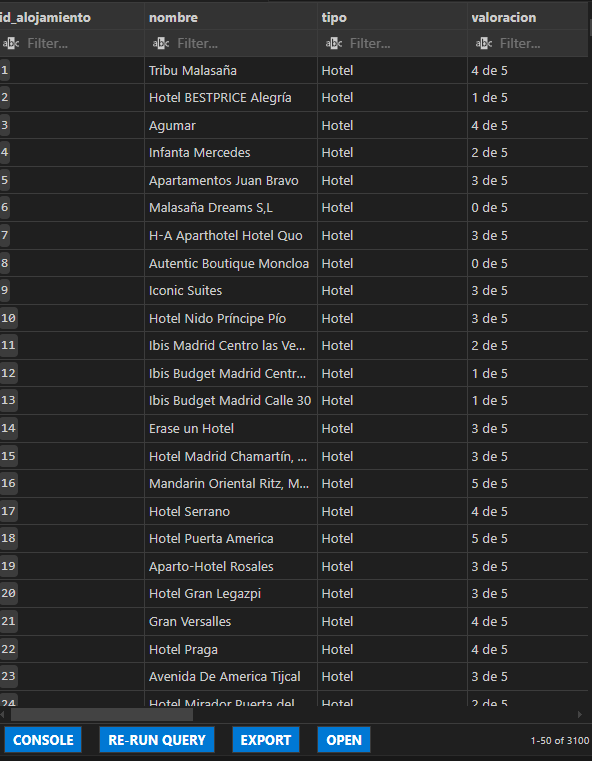 id_alojamiento nombre tipo valoracion
abc Filter... abc Filter... abc Filter... abc Filter...
1 Tribu Malasaña Hotel 4 de 5
2 Hotel BESTPRICE Alegría Hotel 1 de 5
3 Agumar Hotel 4 de 5
4 Infanta Mercedes Hotel 2 de 5
5 Apartamentos Juan Bravo Hotel 3 de 5
6 Malasaña Dreams S,L Hotel 0 de 5
7 H-A Aparthotel Hotel Quo Hotel 3 de 5
8 Autentic Boutique Moncloa Hotel 0 de 5
9 Iconic Suites Hotel 3 de 5
10 Hotel Nido Príncipe Pío Hotel 3 de 5
11 Ibis Madrid Centro las Ve... Hotel 2 de 5
12 Ibis Budget Madrid Centr... Hotel 1 de 5
13 Ibis Budget Madrid Calle 30 Hotel 1 de 5
14 Erase un Hotel Hotel 3 de 5
15 Hotel Madrid Chamartín, ... Hotel 3 de 5
16 Mandarin Oriental Ritz, M... Hotel 5 de 5
17 Hotel Serrano Hotel 4 de 5
18 Hotel Puerta America Hotel 5 de 5
19 Aparto-Hotel Rosales Hotel 3 de 5
20 Hotel Gran Legazpi Hotel 3 de 5
21 Gran Versalles Hotel 4 de 5
22 Hotel Praga Hotel 4 de 5
23 Avenida De America Tijcal Hotel 3 de 5
24 Hotel Mirador Puerta del Hotel 2 de 5
CONSOLE RE-RUN QUERY EXPORT OPEN 1-50 of 3100